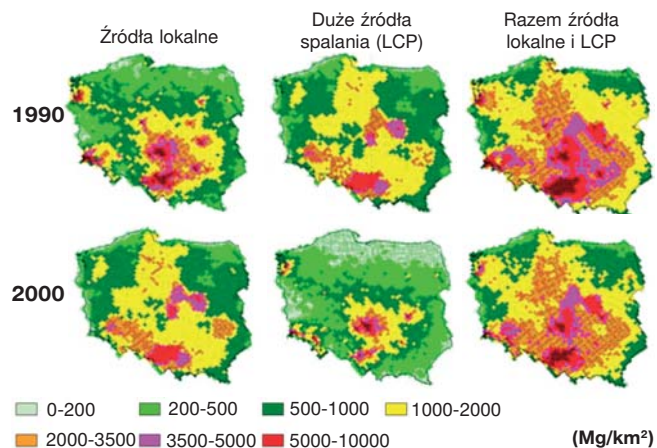 Źródła lokalne
Duże źródła
spalania (LCP)
Razem źródła
lokalne i LCP
1990
2000
0-200
200-500
500-1000
1000-2000
2000-3500
3500-5000
5000-10000
(Mg/km²)